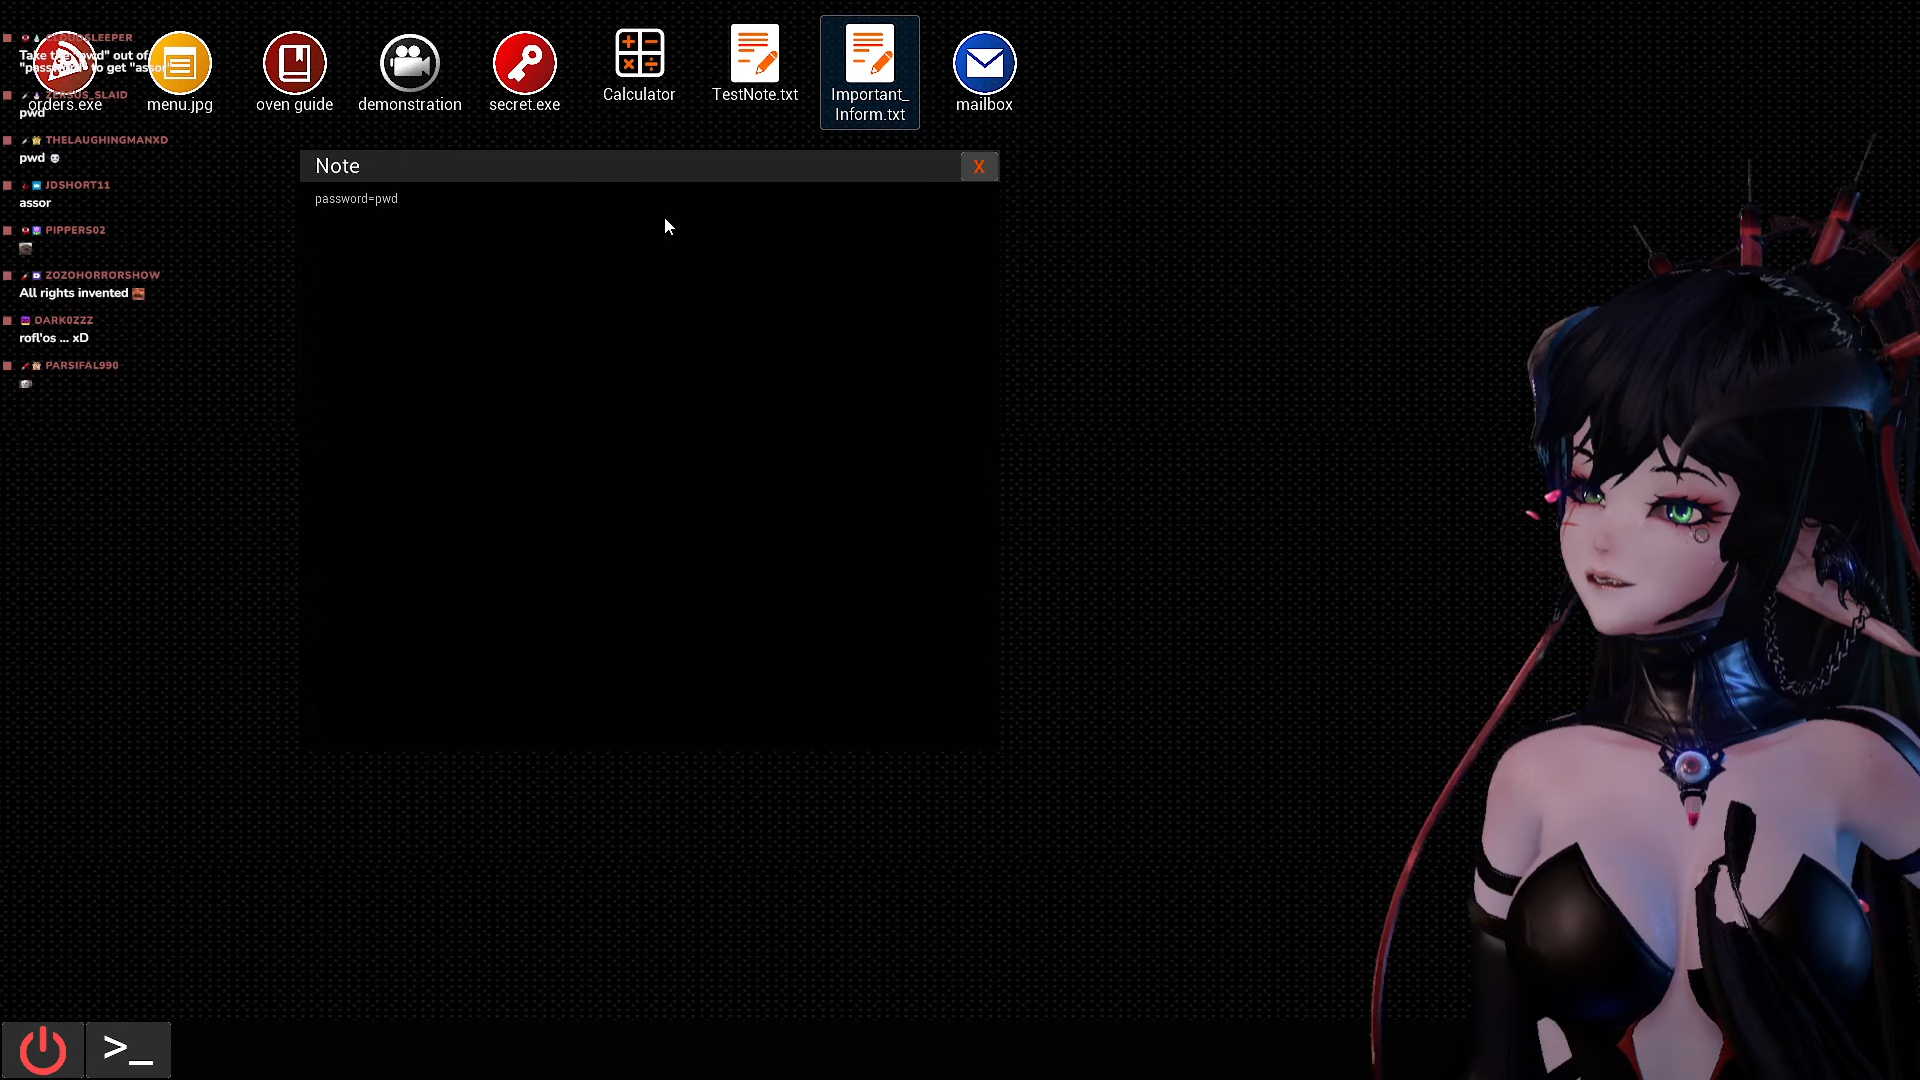 CLOUDSLEEPER
Take the "pwd" out of
"password" to get "assor"
ZERSUS_SLAID
pwd
THELAUGHINGMANXD
pwd
JDSHORT11
assor
PIPPERS02
ZOZOHORRORSHOW
All rights invented
DARK0ZZZ
rofl'os ... xD
PARSIFAL990
orders.exe
menu.jpg
oven guide
demonstration
secret.exe
Calculator
TestNote.txt
Important_
Inform.txt
mailbox
Note
X
password=pwd
>_